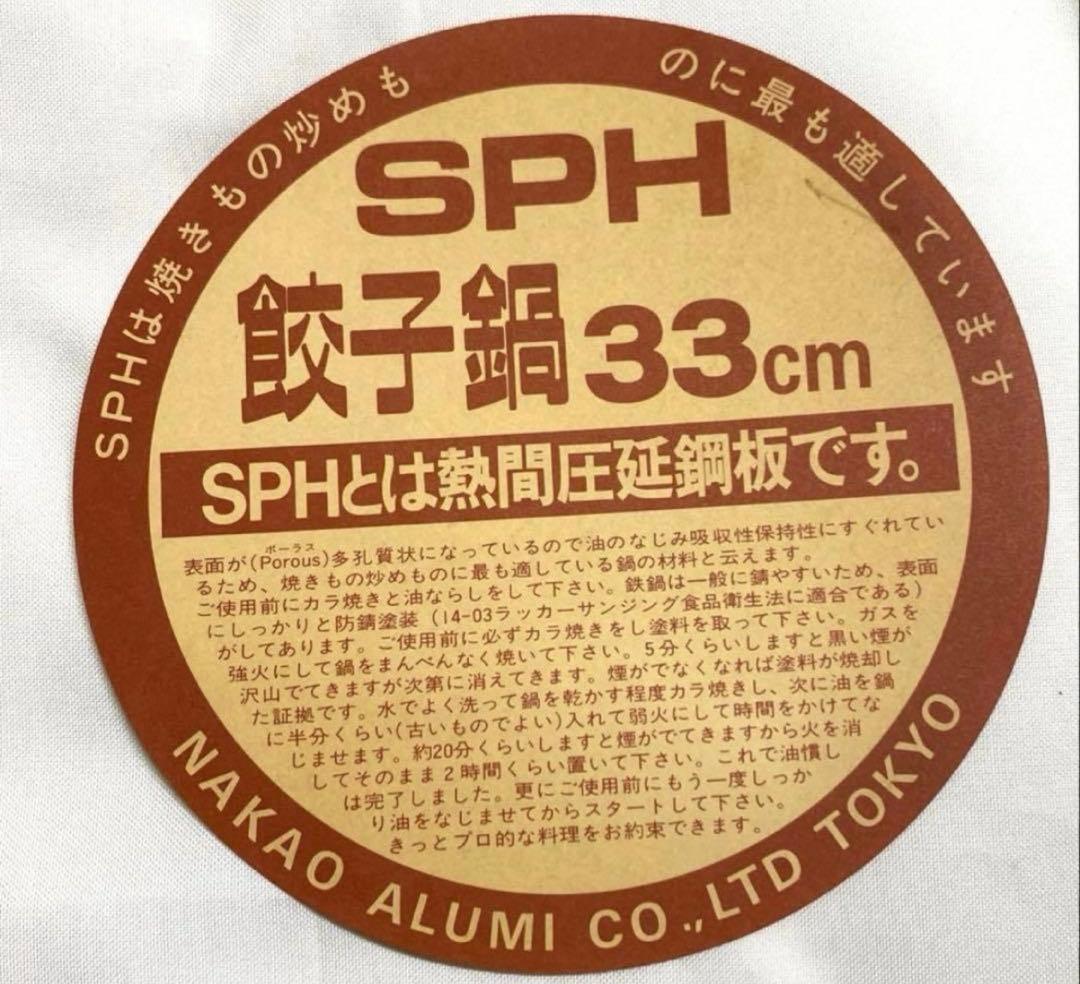 SPHは焼きもの炒めものに最も適しています
SPH
餃子鍋 33cm
SPHとは熱間圧延鋼板です。
ポーラス
表面が(Porous)多孔質状になっているので油のなじみ吸収性保持性にすぐれてい
るため、焼きもの炒めものに最も適している鍋の材料と云えます。
ご使用前にカラ焼きと油ならしをして下さい。鉄鍋は一般に錆やすいため、表面
にしっかりと防錆塗装(14-03ラッカーサンジング食品衛生法に適合である)
がしてあります。ご使用前に必ずカラ焼きをし塗料を取って下さい。ガスを
強火にして鍋をまんべんなく焼いて下さい。5分くらいしますと黒い煙が
沢山でてきますが次第に消えてきます。煙がでなくなれば塗料が焼却し
た証拠です。水でよく洗って鍋を乾かす程度カラ焼きし、次に油を鍋
に半分くらい(古いものでよい)入れて弱火にして時間をかけてな
じませます。約20分くらいしますと煙がでてきますから火を消
してそのまま2時間くらい置いて下さい。これで油慣し
は完了しました。更にご使用前にもう一度しっか
り油をなじませてからスタートして下さい。
きっとプロ的な料理をお約束できます。
NAKAO ALUMI CO.,LTD TOKYO